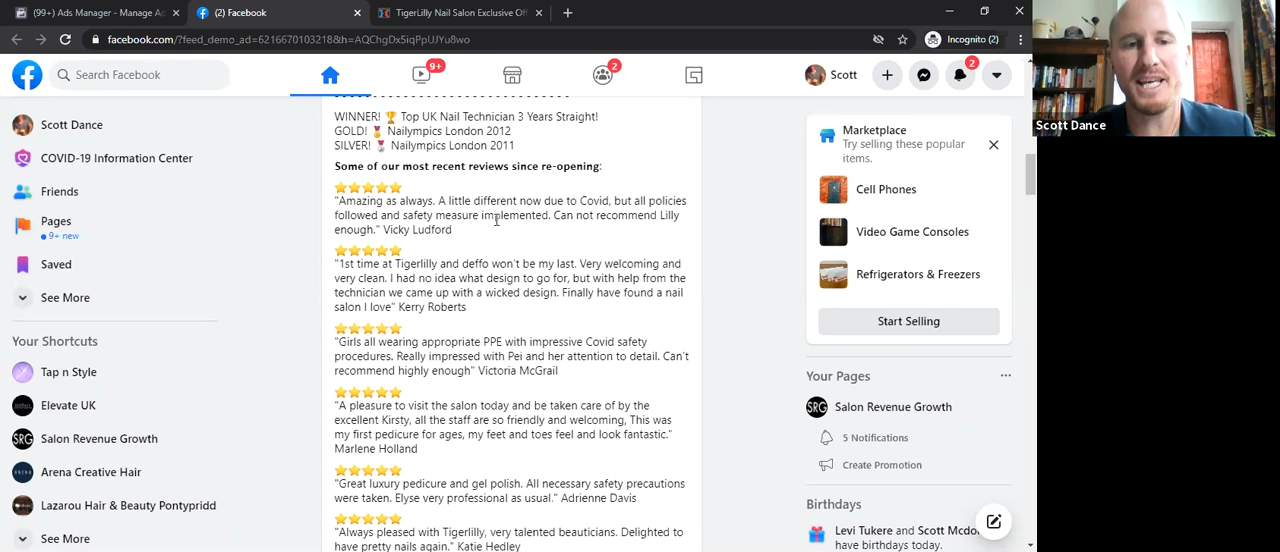 (99+) Ads Manager - Manage Ad
(2) Facebook
TigerLilly Nail Salon Exclusive Off
facebook.com/?feed_demo_ad=6216670103218&h=AQChgDx5iqPpUJYu8wo
Incognito (2)
Search Facebook
9+
2
Scott
2
Scott Dance
COVID-19 Information Center
Friends
Pages
9+ new
Saved
See More
Your Shortcuts
Tap n Style
Elevate UK
SRG Salon Revenue Growth
Arena Creative Hair
Lazarou Hair & Beauty Pontypridd
See More
WINNER! 🏆 Top UK Nail Technician 3 Years Straight!
GOLD! 🥇 Nailympics London 2012
SILVER! 🥈 Nailympics London 2011
Some of our most recent reviews since re-opening:
⭐⭐⭐⭐⭐
"Amazing as always. A little different now due to Covid, but all policies
followed and safety measure implemented. Can not recommend Lilly
enough." Vicky Ludford
⭐⭐⭐⭐⭐
"1st time at Tigerlilly and deffo won't be my last. Very welcoming and
very clean. I had no idea what design to go for, but with help from the
technician we came up with a wicked design. Finally have found a nail
salon I love" Kerry Roberts
⭐⭐⭐⭐⭐
"Girls all wearing appropriate PPE with impressive Covid safety
procedures. Really impressed with Pei and her attention to detail. Can't
recommend highly enough" Victoria McGrail
⭐⭐⭐⭐⭐
"A pleasure to visit the salon today and be taken care of by the
excellent Kirsty, all the staff are so friendly and welcoming, This was
my first pedicure for ages, my feet and toes feel and look fantastic."
Marlene Holland
⭐⭐⭐⭐⭐
"Great luxury pedicure and gel polish. All necessary safety precautions
were taken. Elyse very professional as usual." Adrienne Davis
⭐⭐⭐⭐⭐
"Always pleased with Tigerlilly, very talented beauticians. Delighted to
have pretty nails again." Katie Hedley
Marketplace
Try selling these popular
items.
Cell Phones
Video Game Consoles
Refrigerators & Freezers
Start Selling
Your Pages
SRG Salon Revenue Growth
5 Notifications
Create Promotion
Birthdays
Levi Tukere and Scott Mcdo
have birthdays today.
Scott Dance